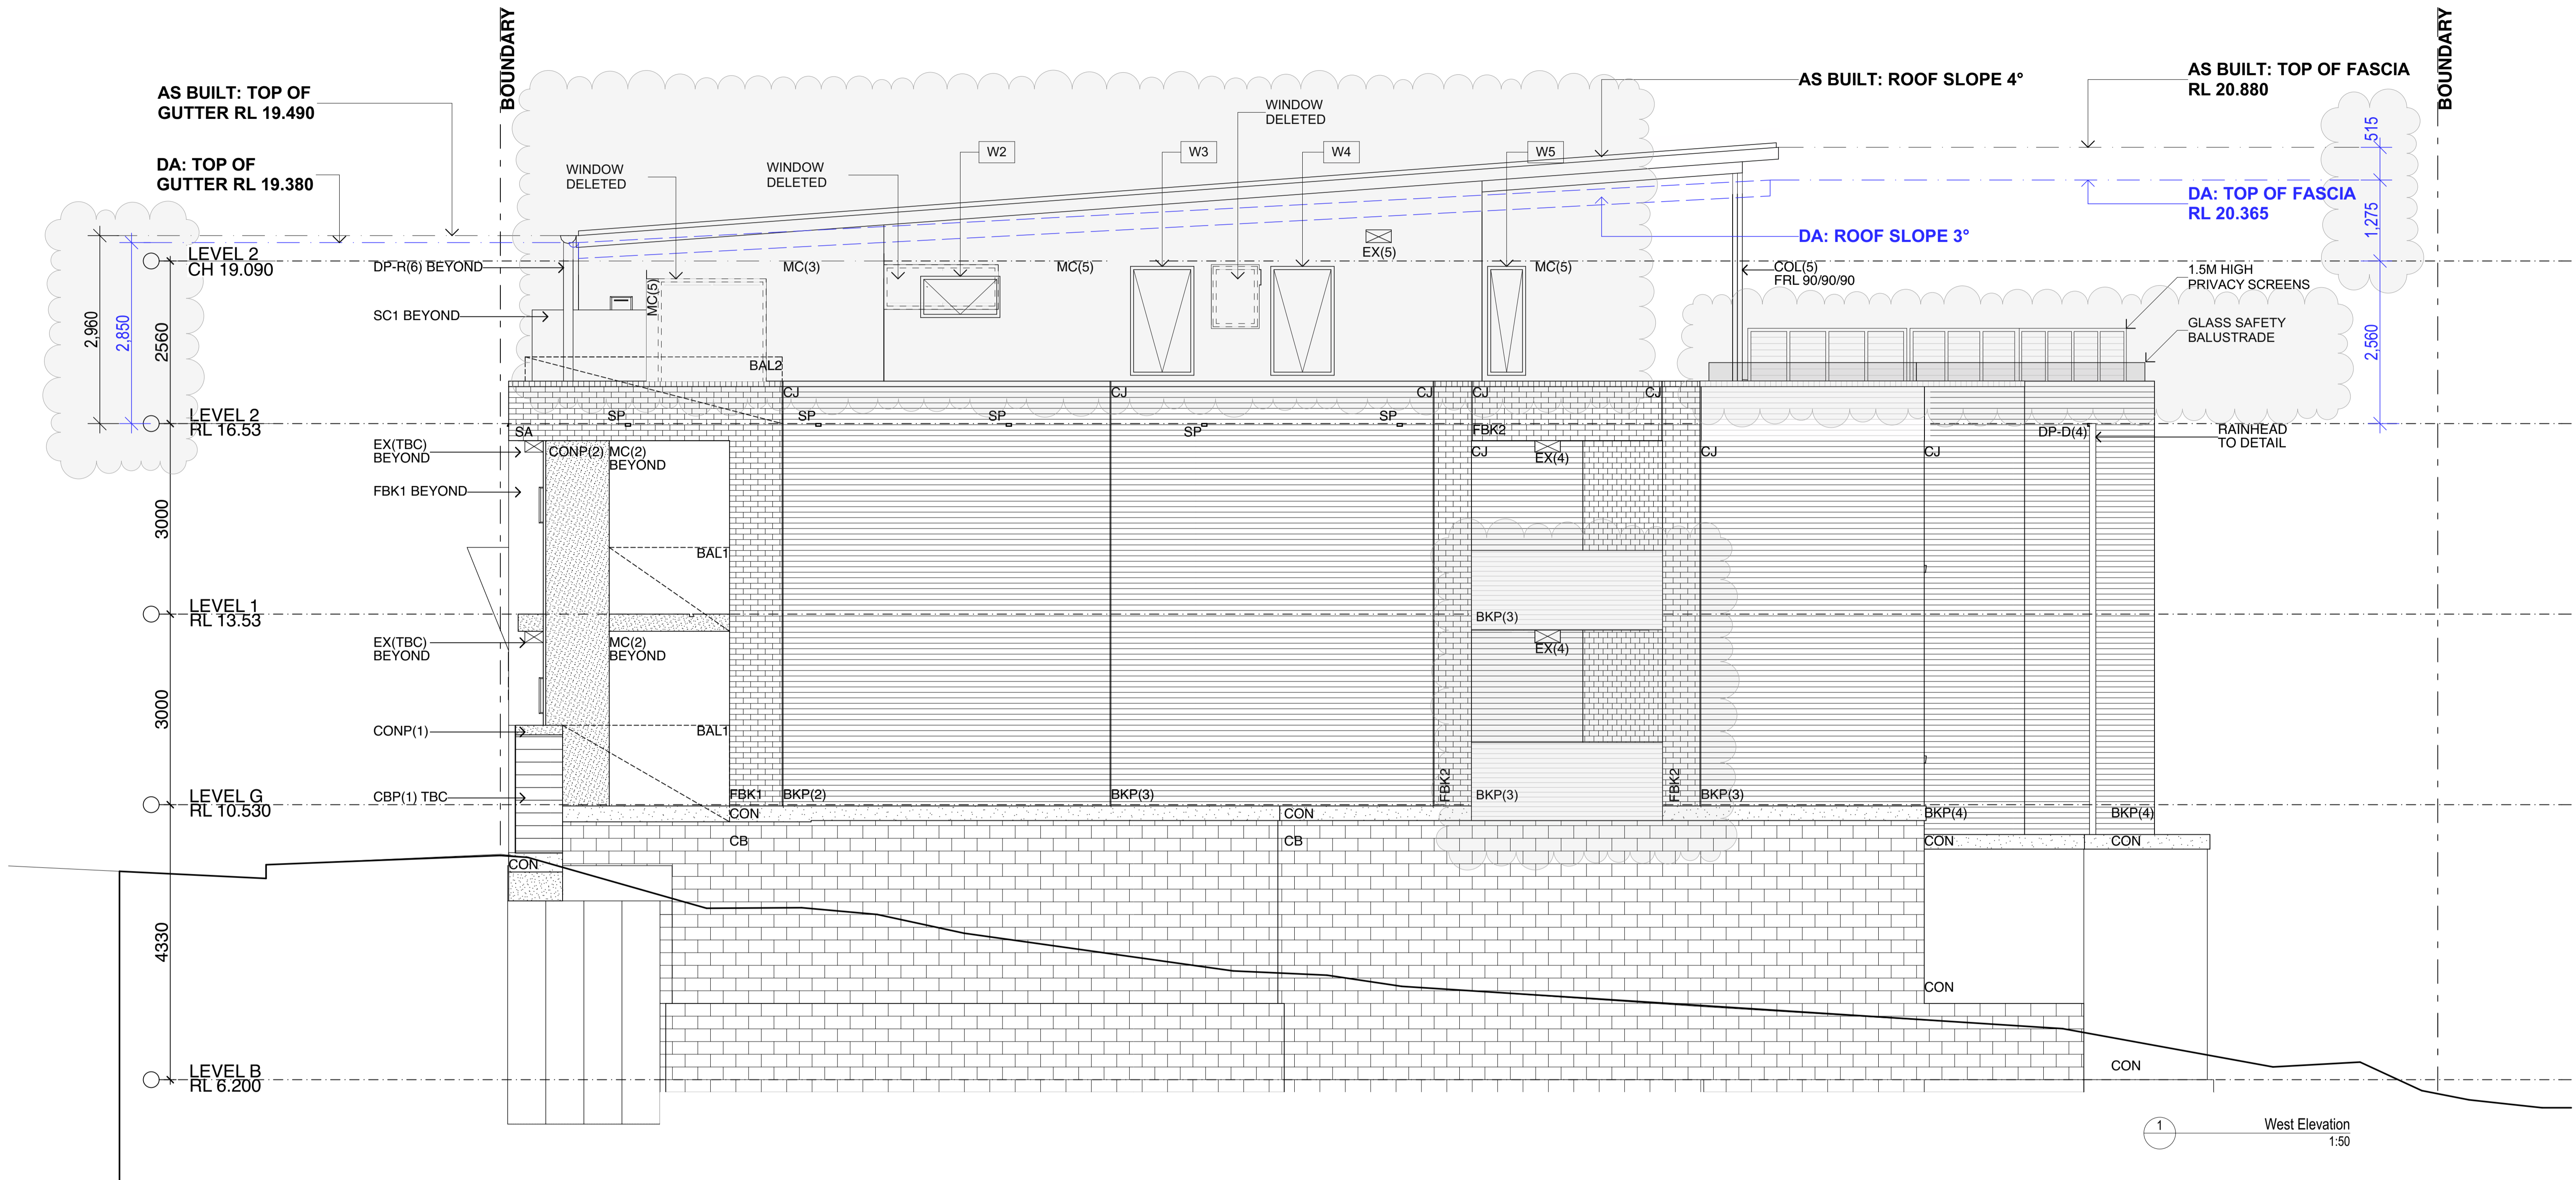 BOUNDARY
BOUNDARY
AS BUILT: TOP OF
GUTTER RL 19.490
DA: TOP OF
GUTTER RL 19.380
WINDOW
DELETED
WINDOW
DELETED
W2
W3
WINDOW
DELETED
W4
W5
AS BUILT: ROOF SLOPE 4°
AS BUILT: TOP OF FASCIA
RL 20.880
515
DA: TOP OF FASCIA
RL 20.365
1,275
DA: ROOF SLOPE 3°
EX(5)
LEVEL 2
CH 19.090
DP-R(6) BEYOND
MC(5)
MC(3)
MC(5)
MC(5)
COL(5)
FRL 90/90/90
1.5M HIGH
PRIVACY SCREENS
SC1 BEYOND
GLASS SAFETY
BALUSTRADE
2,960
2,850
2560
2,560
BAL2
CJ
CJ
CJ
CJ
CJ
LEVEL 2
RL 16.53
SP
SP
SP
SP
SP
SA
FBK2
DP-D(4)
RAINHEAD
TO DETAIL
EX(TBC)
BEYOND
CONP(2)
MC(2)
BEYOND
CJ
EX(4)
CJ
CJ
FBK1 BEYOND
3000
BAL1
LEVEL 1
RL 13.53
BKP(3)
EX(TBC)
BEYOND
MC(2)
BEYOND
EX(4)
3000
CONP(1)
BAL1
LEVEL G
RL 10.530
CBP(1) TBC
FBK1
BKP(2)
BKP(3)
FBK2
BKP(3)
FBK2
BKP(3)
CON
CON
BKP(4)
BKP(4)
CB
CB
CON
CON
CON
4330
CON
LEVEL B
RL 6.200
CON
1
West Elevation
1:50